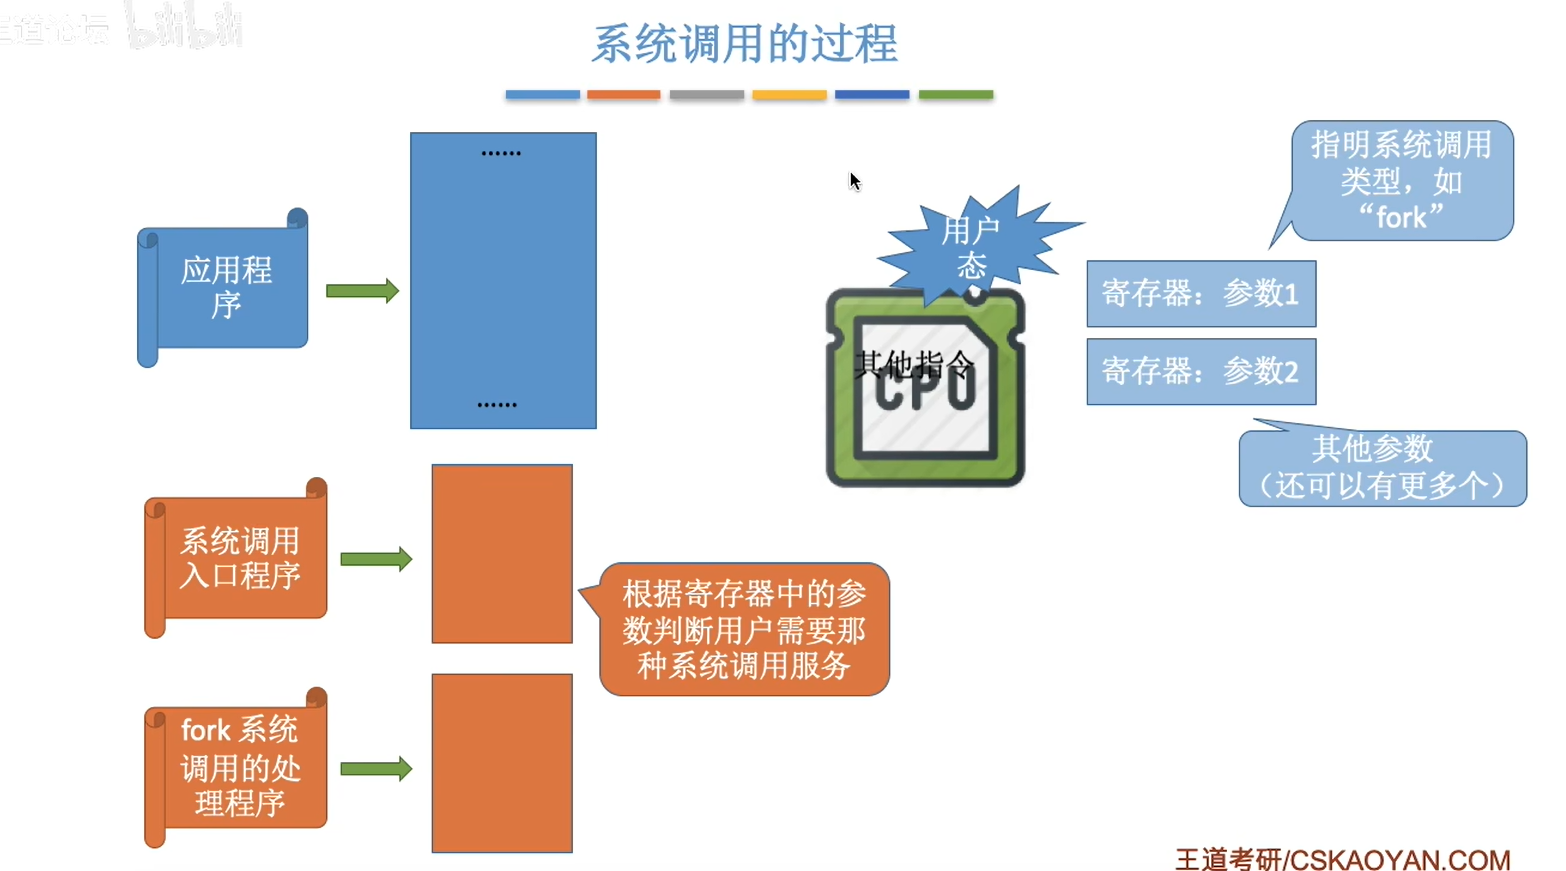 王道论坛 bilibili
系统调用的过程
......
应用程
序
......
系统调用
入口程序
根据寄存器中的参
数判断用户需要那
种系统调用服务
fork 系统
调用的处
理程序
用户
态
其他指令
CPU
指明系统调用
类型，如
“fork”
寄存器：参数1
寄存器：参数2
其他参数
（还可以有更多个）
王道考研/CSKAOYAN.COM